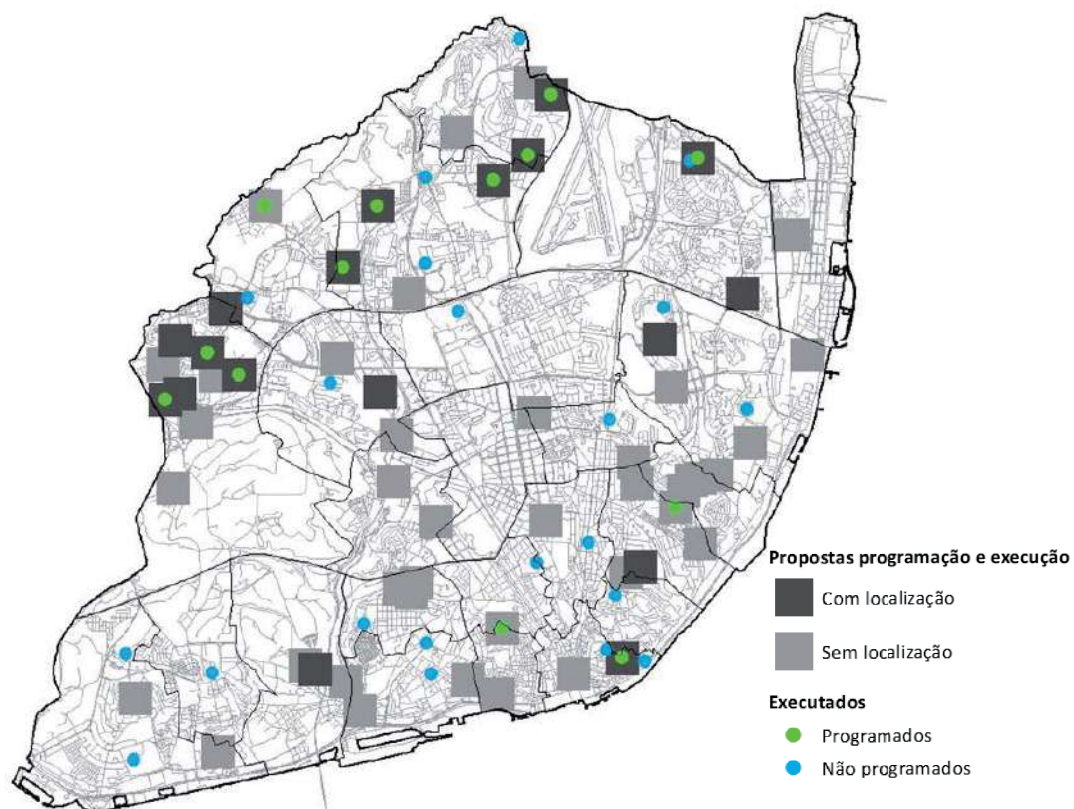 Propostas programação e execução
Com localização
Sem localização
Executados
Programados
Não programados